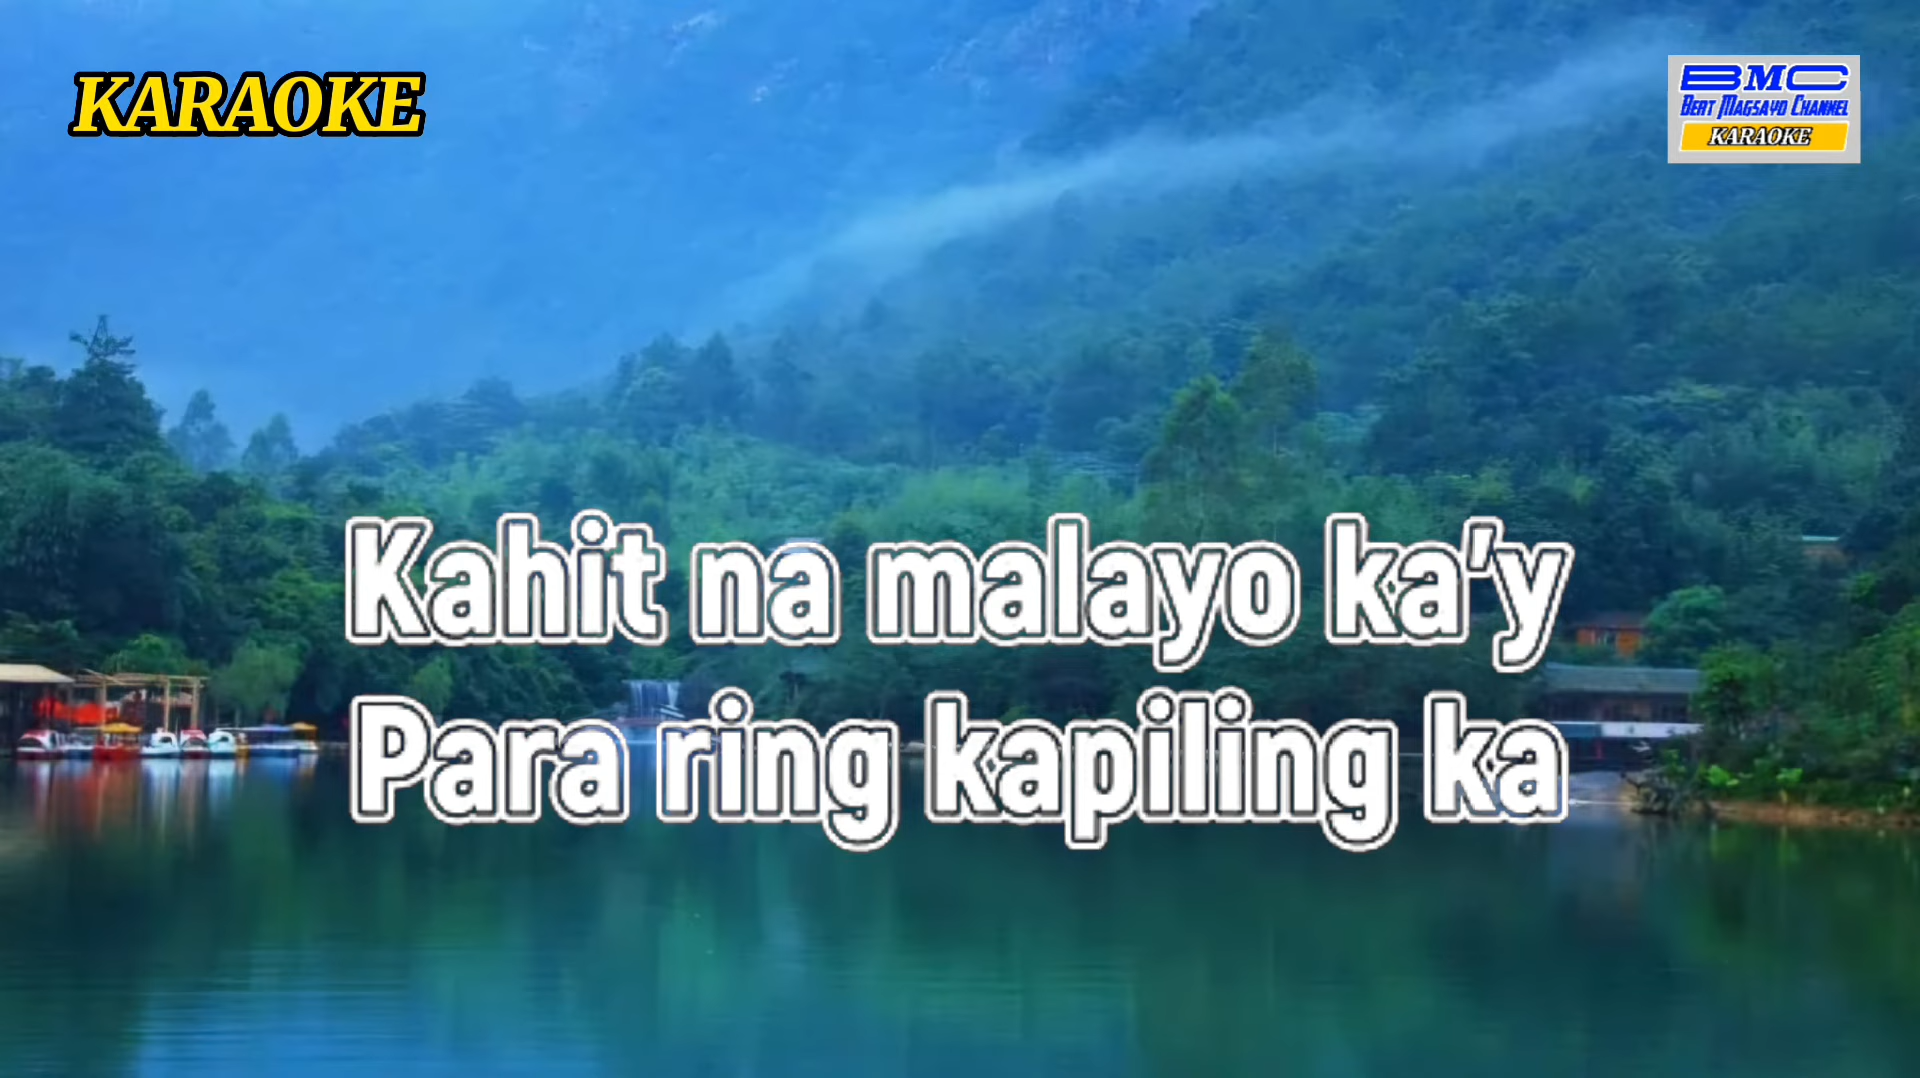 KARAOKE
BMC
BERT MAGSAYO CHANNEL
KARAOKE
Kahit na malayo ka'y
Para ring kapiling ka